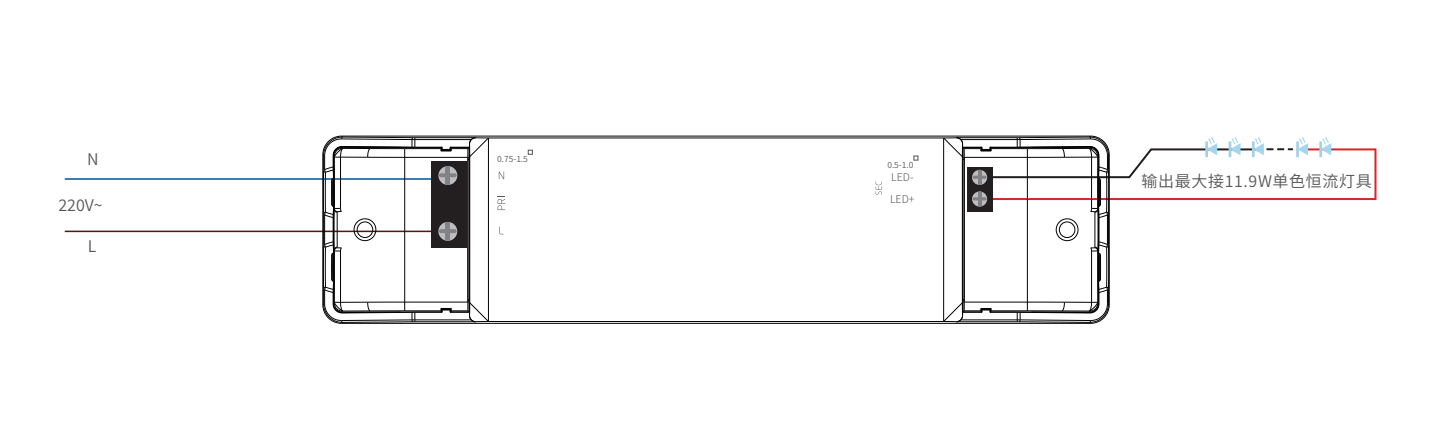 N
220V~
L
0.75-1.5□
N
PRI
L
0.5-1.0□
LED-
SEC
LED+
输出最大接11.9W单色恒流灯具